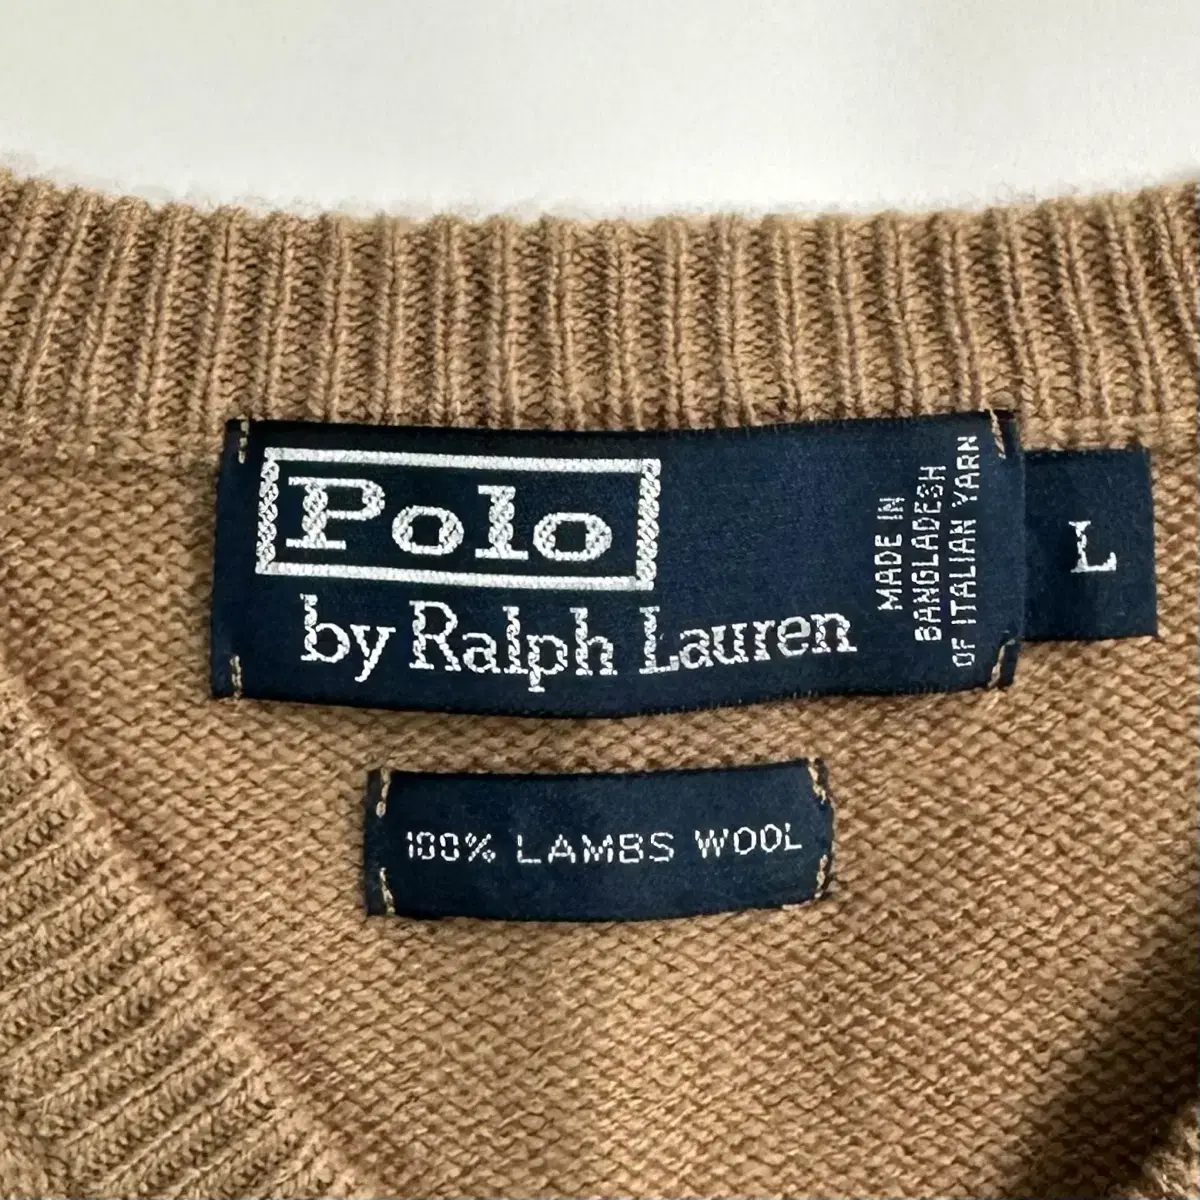 Polo
by Ralph Lauren
MADE IN
BANGLADESH
OF ITALIAN YARN
L
100% LAMBS WOOL